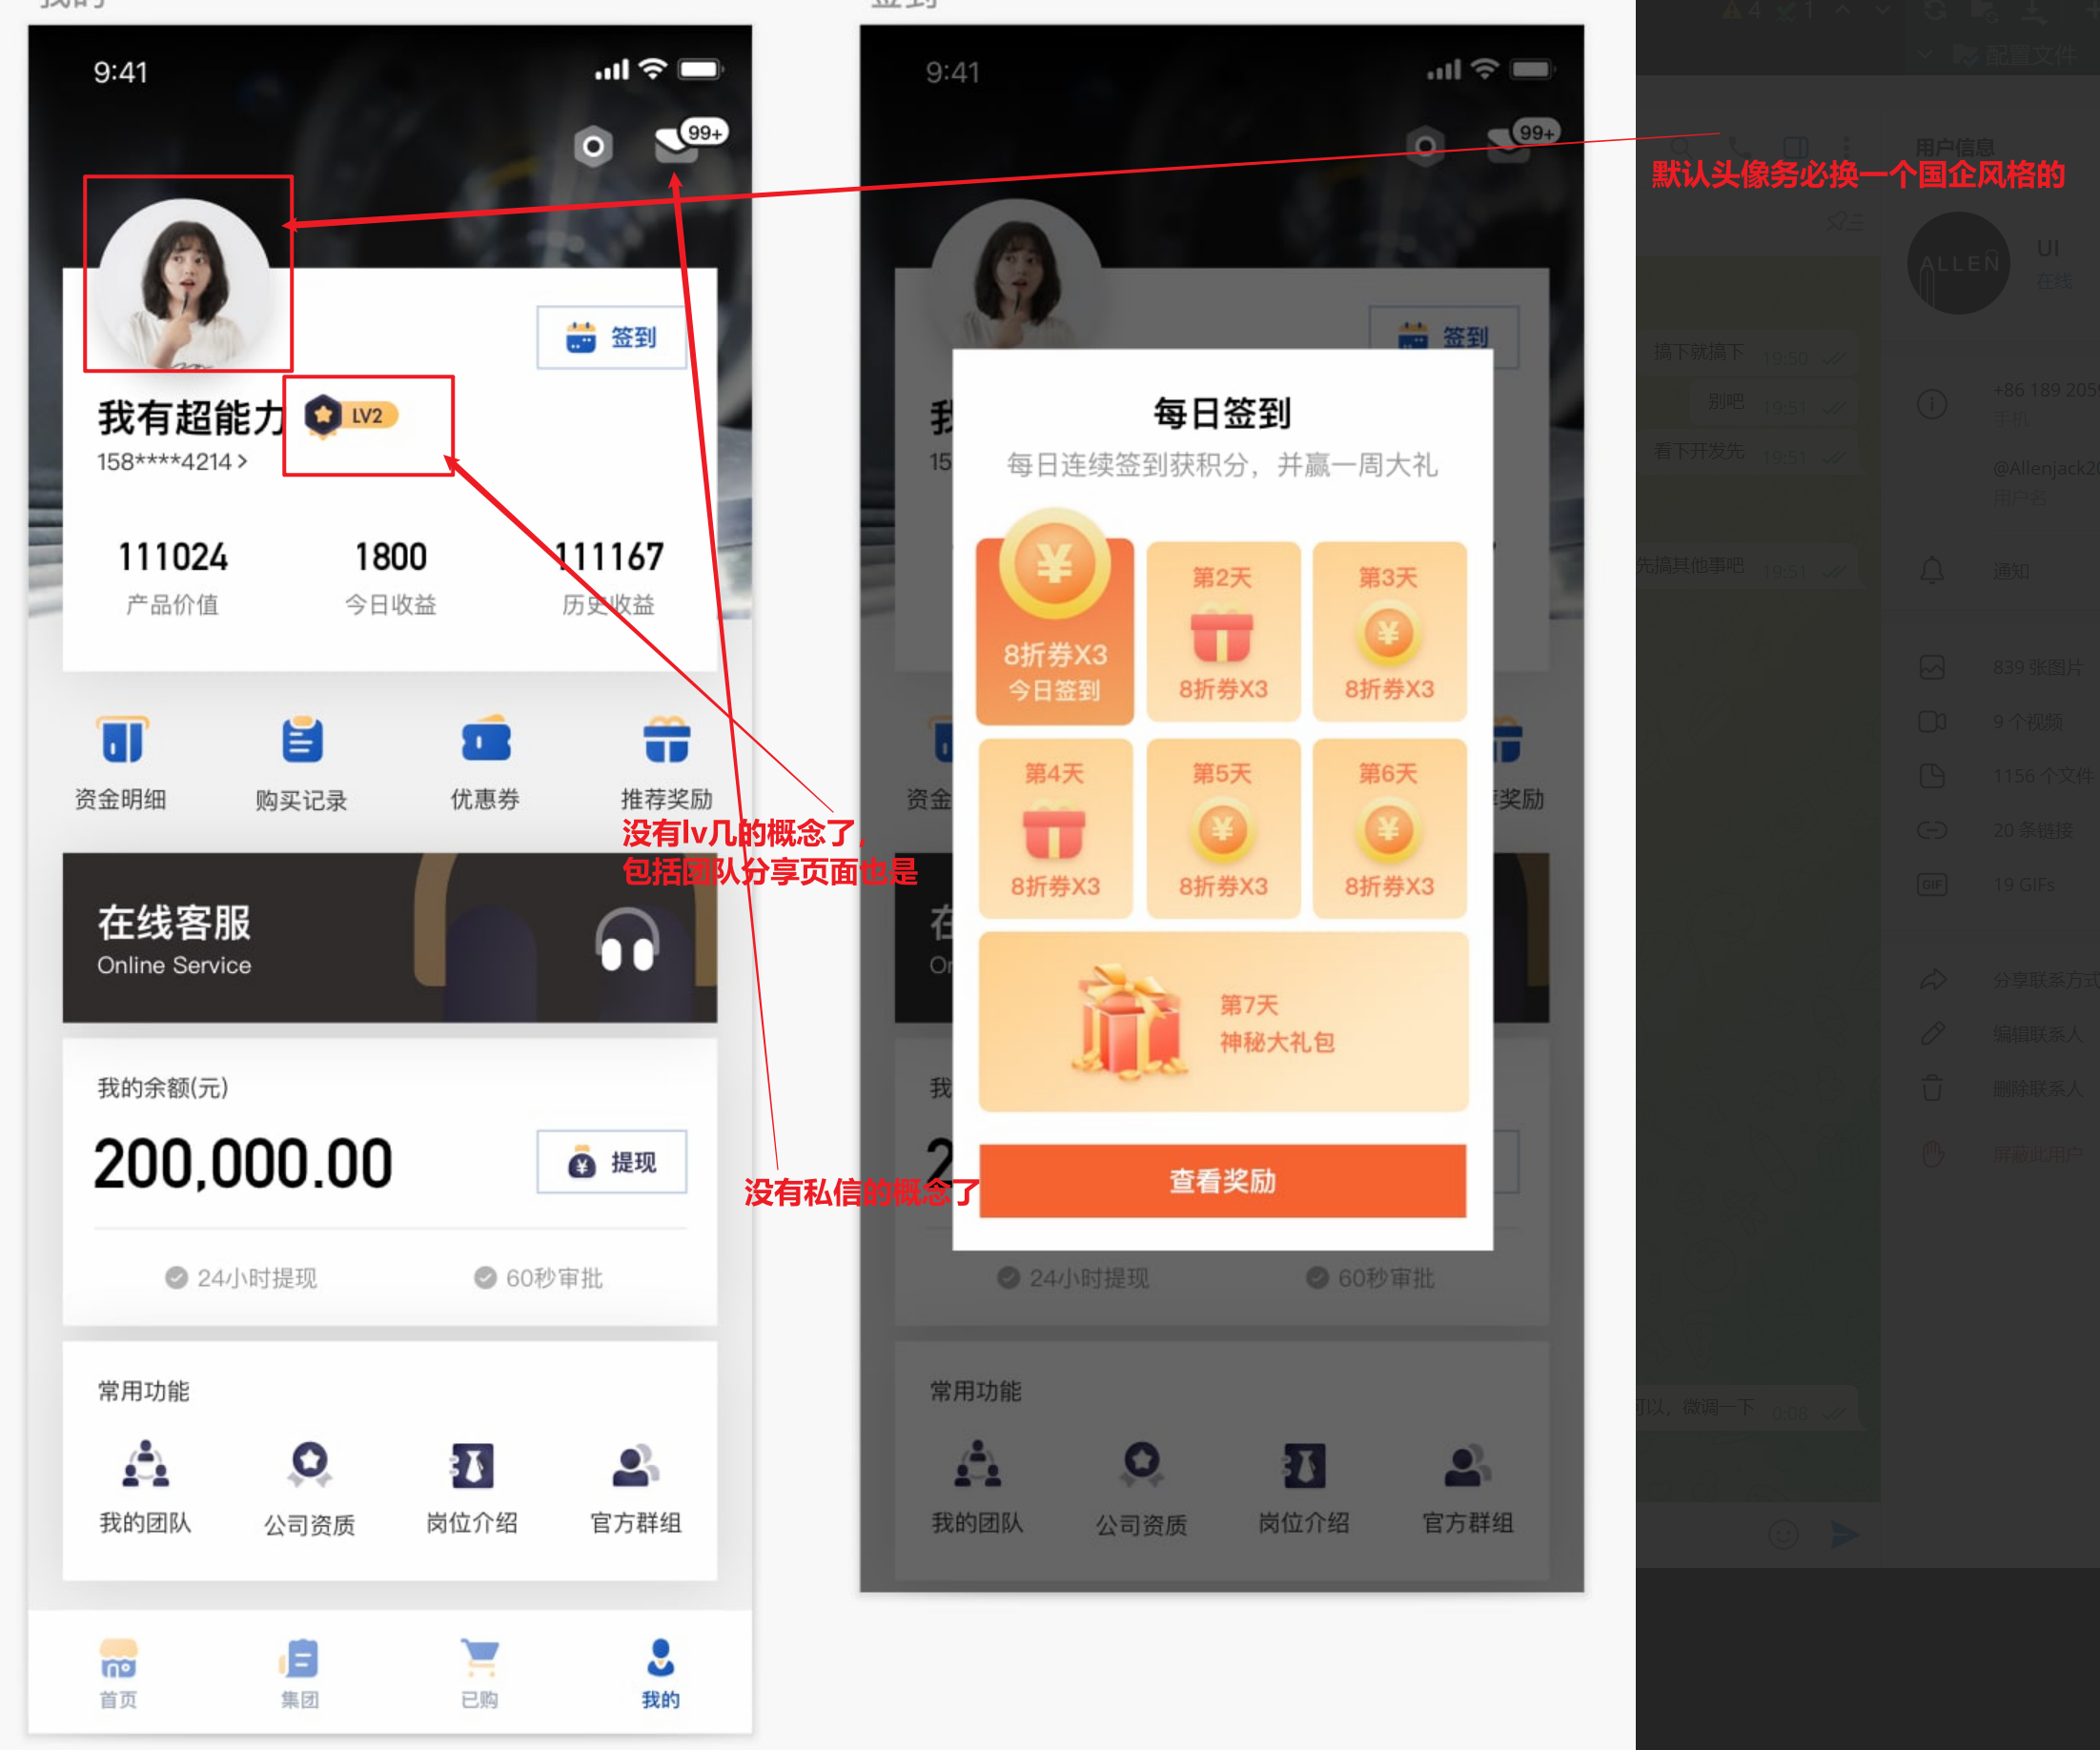 我的
签到
9:41
99+
签到
我有超能力
LV2
158****4214 >
111024
1800
111167
产品价值
今日收益
历史收益
资金明细
购买记录
优惠券
推荐奖励
没有lv几的概念了,
包括团队分享页面也是
在线客服
Online Service
我的余额(元)
200,000.00
提现
没有私信的概念了
24小时提现
60秒审批
常用功能
我的团队
公司资质
岗位介绍
官方群组
首页
集团
已购
我的
9:41
99+
签到
15
每日签到
每日连续签到获积分，并赢一周大礼
8折券X3
今日签到
第2天
8折券X3
第3天
8折券X3
第4天
8折券X3
第5天
8折券X3
第6天
8折券X3
第7天
神秘大礼包
查看奖励
资金
奖励
在
我
2
24小时提现
60秒审批
常用功能
我的团队
公司资质
岗位介绍
官方群组
4
1
配置文件
用户信息
默认头像务必换一个国企风格的
ALLEN
UI
在线
搞下就搞下 19:50
别吧 19:51
看下开发先 19:51
先搞其他事吧 19:51
+86 189 205
手机
@Allenjack2
用户名
通知
839 张图片
9 个视频
1156 个文件
20 条链接
GIF
19 GIFs
分享联系方式
编辑联系人
删除联系人
屏蔽此用户
可以，微调一下 0:08